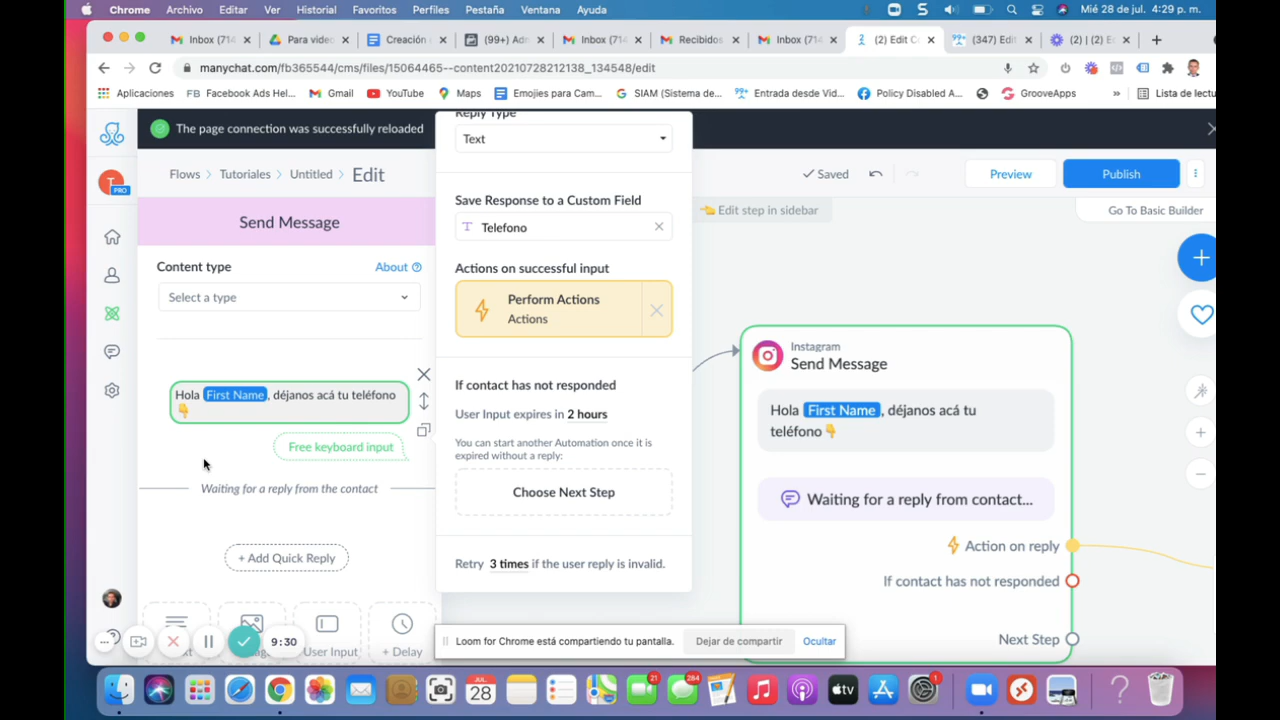 Chrome Archivo Editar Ver Historial Favoritos Perfiles Pestaña Ventana Ayuda Mié 28 de jul. 4:29 p. m.
Inbox (714 Para video Creación (99+) Adm Inbox (714 Recibidos Inbox (714 (2) Edit C (347) Edit (2) | (2) E
manychat.com/fb365544/cms/files/15064465--content20210728212138_134548/edit
Aplicaciones FB Facebook Ads Hel... Gmail YouTube Maps Emojies para Cam... SIAM (Sistema de... Entrada desde Vid... Policy Disabled A... GrooveApps » Lista de lectu
The page connection was successfully reloaded
Reply Type
Text
Flows > Tutoriales > Untitled > Edit
Saved
Preview
Publish
Send Message
Save Response to a Custom Field
Telefono
Edit step in sidebar
Go To Basic Builder
Content type
About
Select a type
Actions on successful input
Perform Actions
Actions
Instagram
Send Message
If contact has not responded
User Input expires in 2 hours
You can start another Automation once it is
expired without a reply:
Choose Next Step
Retry 3 times if the user reply is invalid.
Hola First Name, déjanos acá tu teléfono
👇
Free keyboard input
Waiting for a reply from the contact
+ Add Quick Reply
Hola First Name, déjanos acá tu
teléfono 👇
Waiting for a reply from contact...
Action on reply
If contact has not responded
Next Step
PRO
9:30
User Input
+ Delay
Loom for Chrome está compartiendo tu pantalla. Dejar de compartir Ocultar
JUL.
28
21
284
tv
1